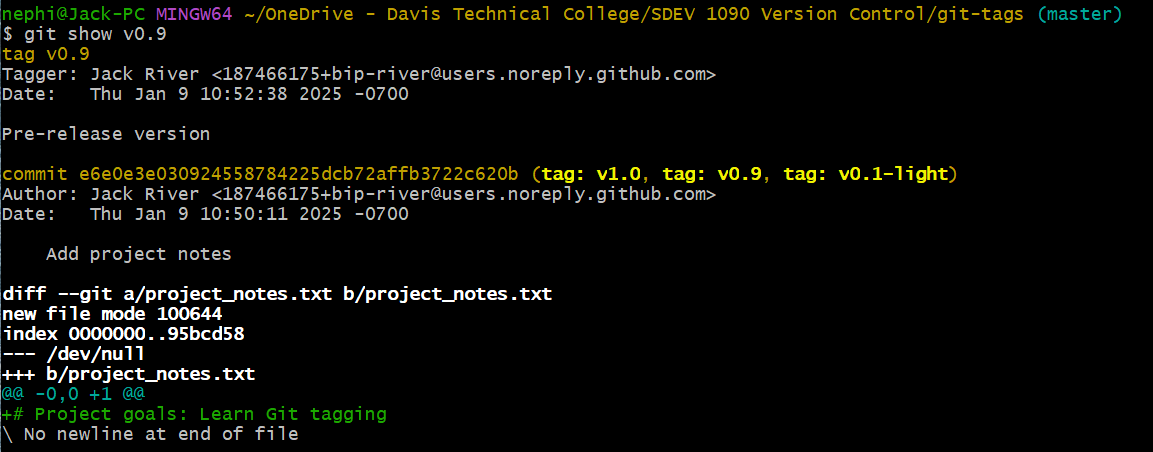 nephi@Jack-PC MINGW64 ~/OneDrive - Davis Technical College/SDEV 1090 Version Control/git-tags (master)
$ git show v0.9
tag v0.9
Tagger: Jack River <187466175+bip-river@users.noreply.github.com>
Date:   Thu Jan 9 10:52:38 2025 -0700

Pre-release version

commit e6e0e3e030924558784225dcb72affb3722c620b (tag: v1.0, tag: v0.9, tag: v0.1-light)
Author: Jack River <187466175+bip-river@users.noreply.github.com>
Date:   Thu Jan 9 10:50:11 2025 -0700

    Add project notes

diff --git a/project_notes.txt b/project_notes.txt
new file mode 100644
index 0000000..95bcd58
--- /dev/null
+++ b/project_notes.txt
@@ -0,0 +1 @@
+# Project goals: Learn Git tagging
\ No newline at end of file